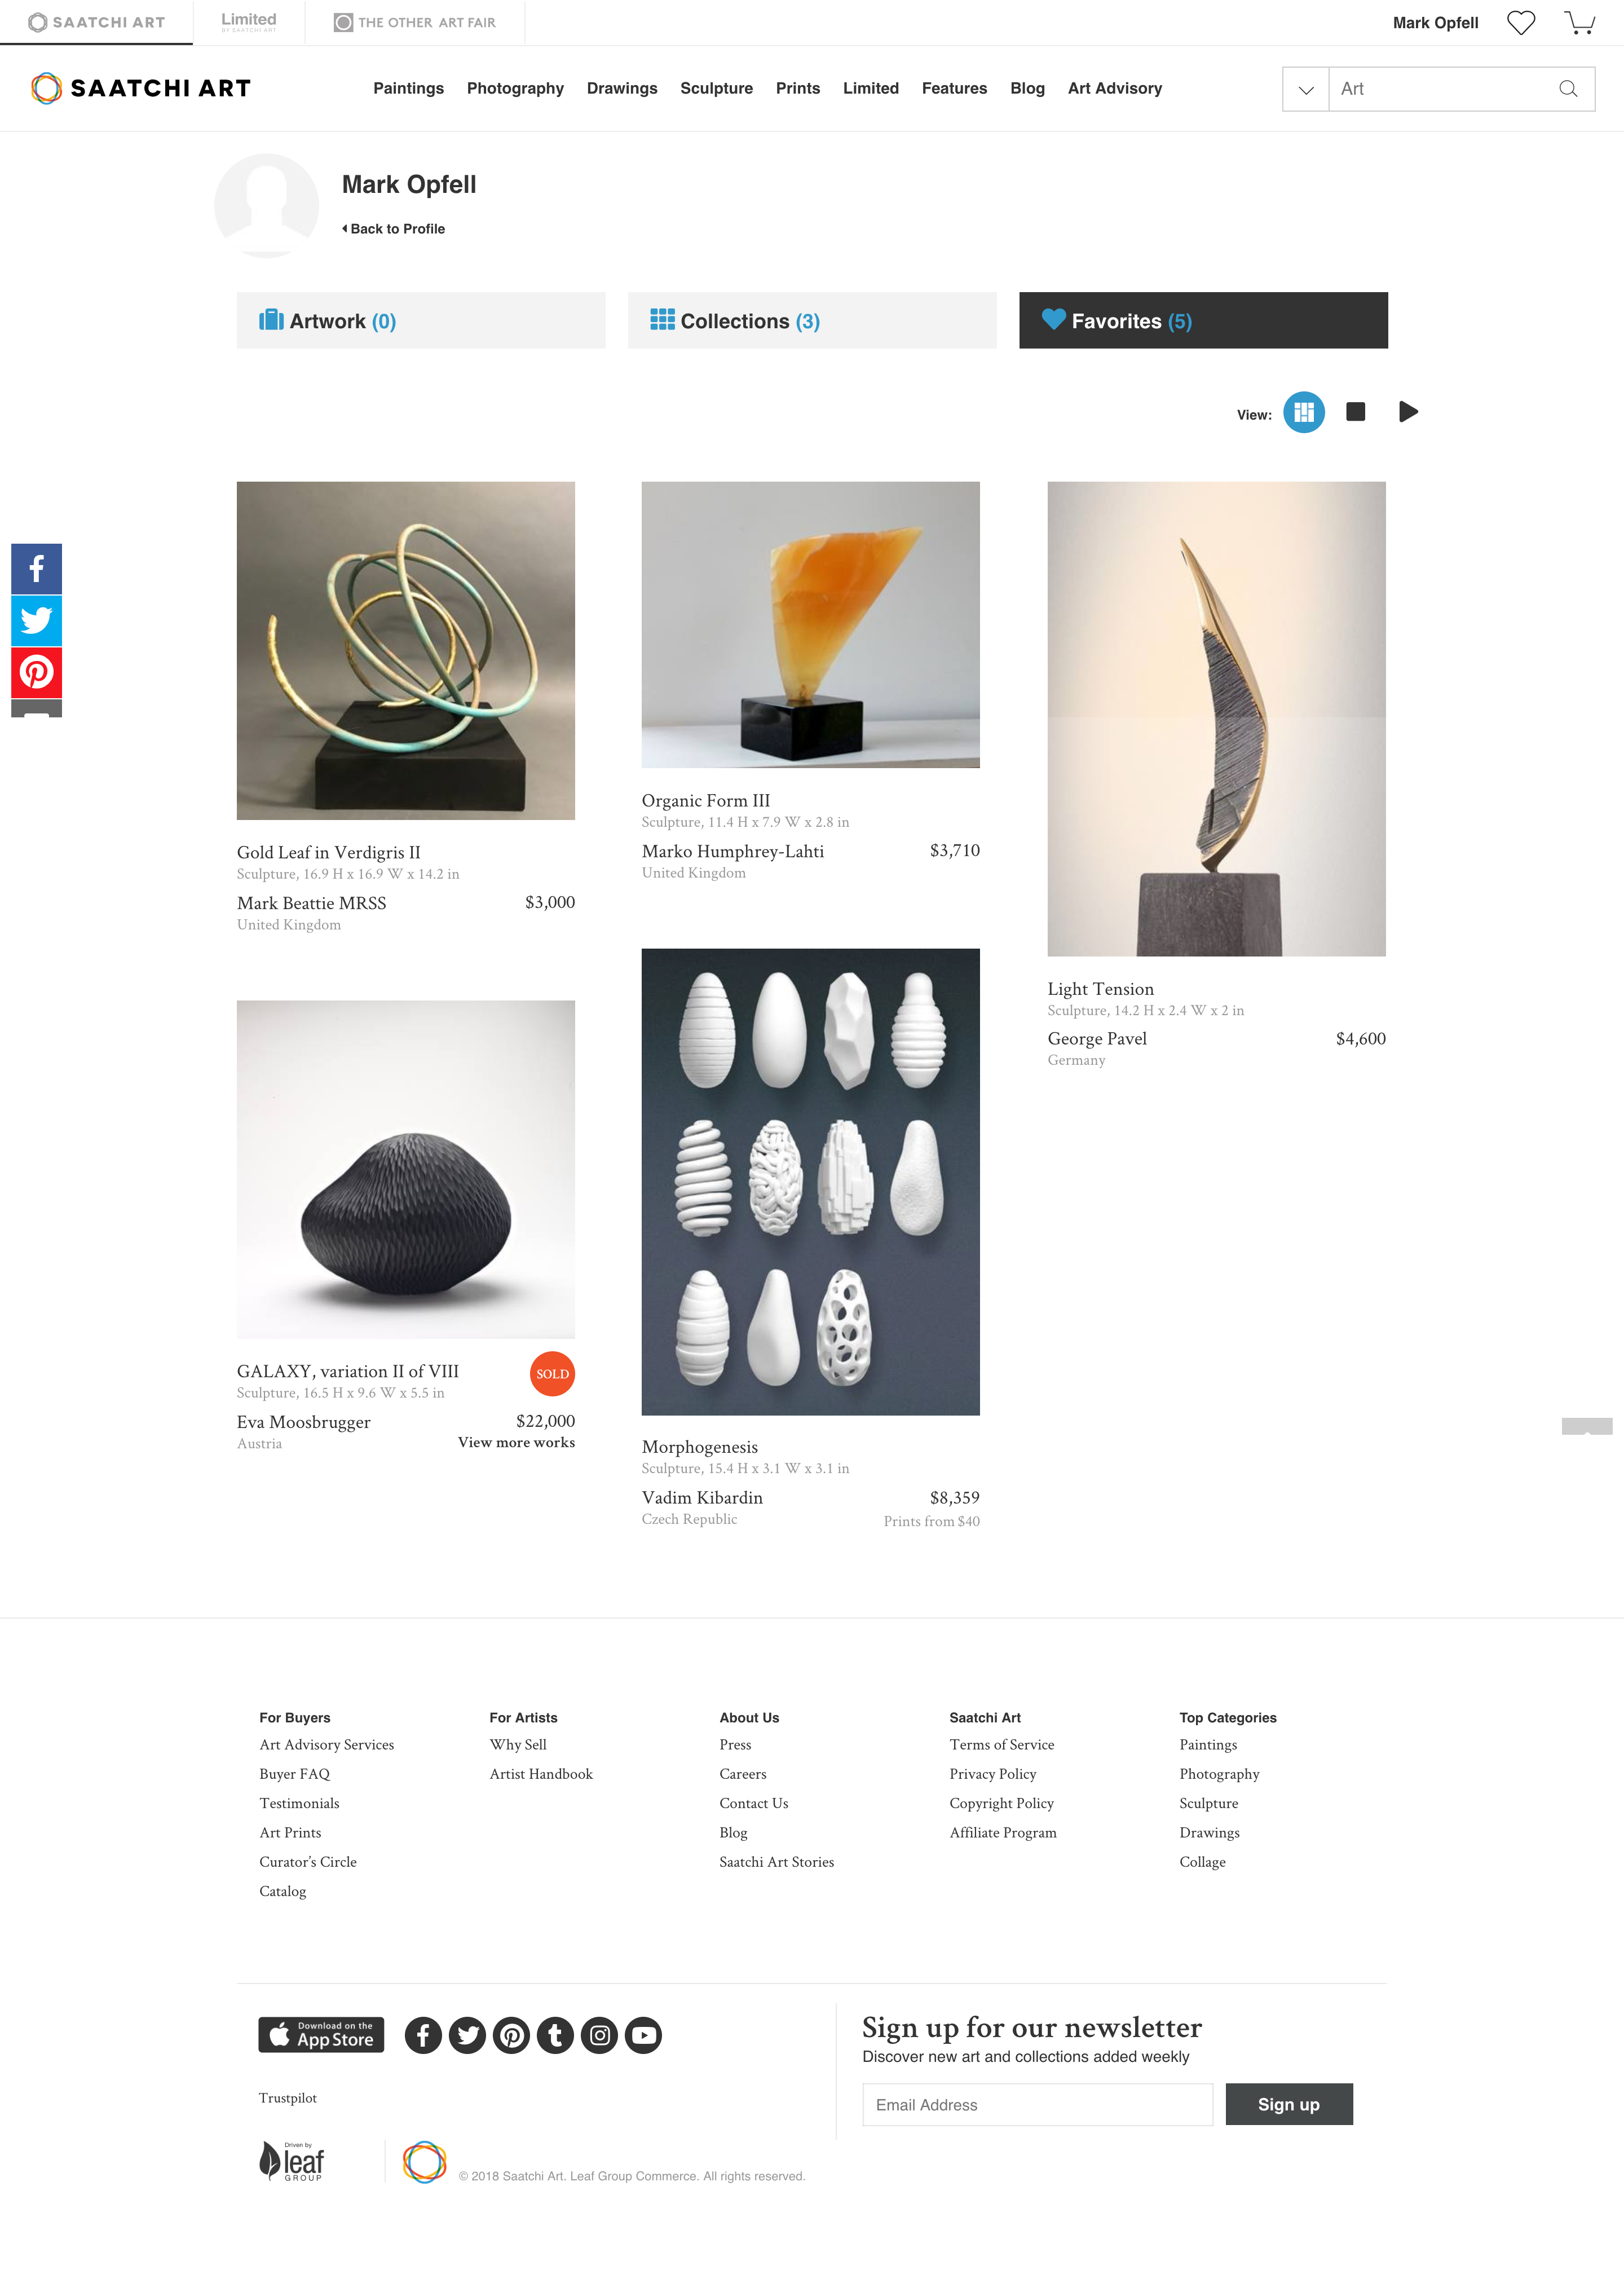 SAATCHI ART
Limited
BY SAATCHI ART
THE OTHER ART FAIR
Mark Opfell
SAATCHI ART
Paintings
Photography
Drawings
Sculpture
Prints
Limited
Features
Blog
Art Advisory
Art
Mark Opfell
Back to Profile
Artwork (0)
Collections (3)
Favorites (5)
View:
Gold Leaf in Verdigris II
Sculpture, 16.9 H x 16.9 W x 14.2 in
Mark Beattie MRSS
$3,000
United Kingdom
Organic Form III
Sculpture, 11.4 H x 7.9 W x 2.8 in
Marko Humphrey-Lahti
$3,710
United Kingdom
Light Tension
Sculpture, 14.2 H x 2.4 W x 2 in
George Pavel
$4,600
Germany
GALAXY, variation II of VIII
SOLD
Sculpture, 16.5 H x 9.6 W x 5.5 in
Eva Moosbrugger
$22,000
Austria
View more works
Morphogenesis
Sculpture, 15.4 H x 3.1 W x 3.1 in
Vadim Kibardin
$8,359
Czech Republic
Prints from $40
For Buyers
Art Advisory Services
Buyer FAQ
Testimonials
Art Prints
Curator's Circle
Catalog
For Artists
Why Sell
Artist Handbook
About Us
Press
Careers
Contact Us
Blog
Saatchi Art Stories
Saatchi Art
Terms of Service
Privacy Policy
Copyright Policy
Affiliate Program
Top Categories
Paintings
Photography
Sculpture
Drawings
Collage
Download on the
App Store
Trustpilot
Driven by
leaf
GROUP
© 2018 Saatchi Art. Leaf Group Commerce. All rights reserved.
Sign up for our newsletter
Discover new art and collections added weekly
Email Address
Sign up